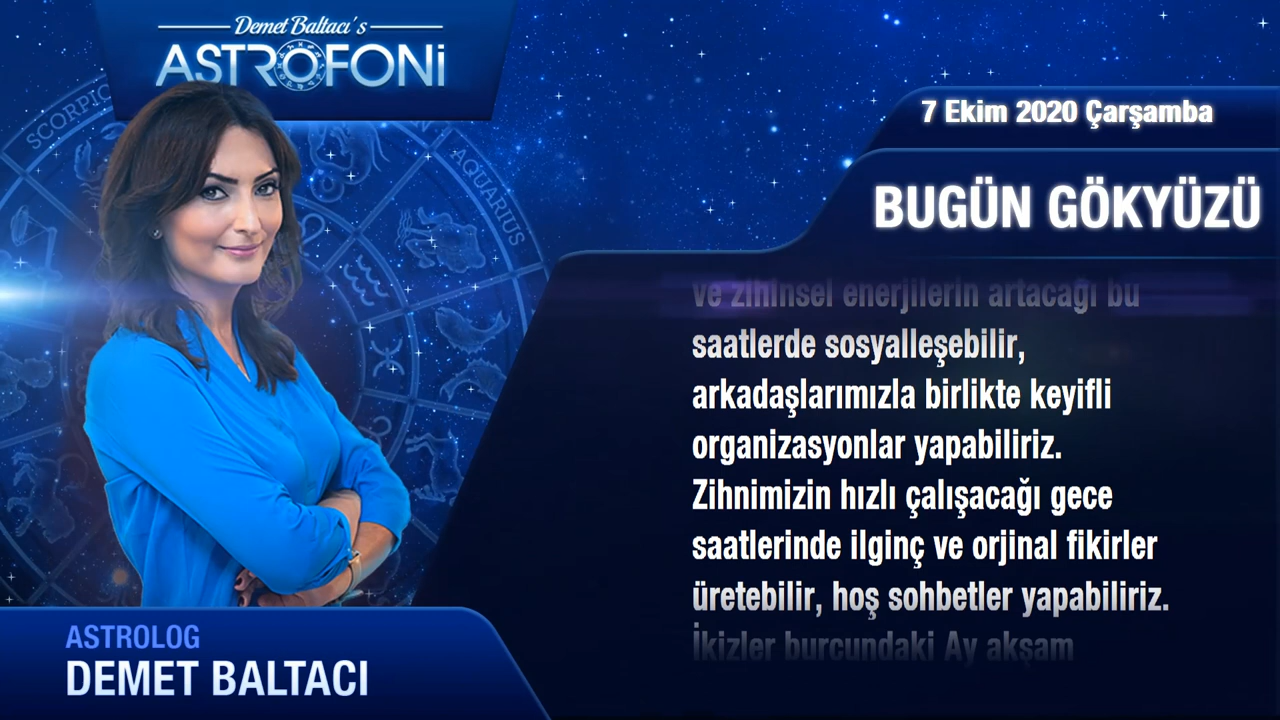 Demet Baltacı's
ASTROFONİ
SCORPIO
AQUARIUS
7 Ekim 2020 Çarşamba
BUGÜN GÖKYÜZÜ
ve zihinsel enerjilerin artacağı bu
saatlerde sosyalleşebilir,
arkadaşlarımızla birlikte keyifli
organizasyonlar yapabiliriz.
Zihnimizin hızlı çalışacağı gece
saatlerinde ilginç ve orjinal fikirler
üretebilir, hoş sohbetler yapabiliriz.
İkizler burcundaki Ay akşam
ASTROLOG
DEMET BALTACI